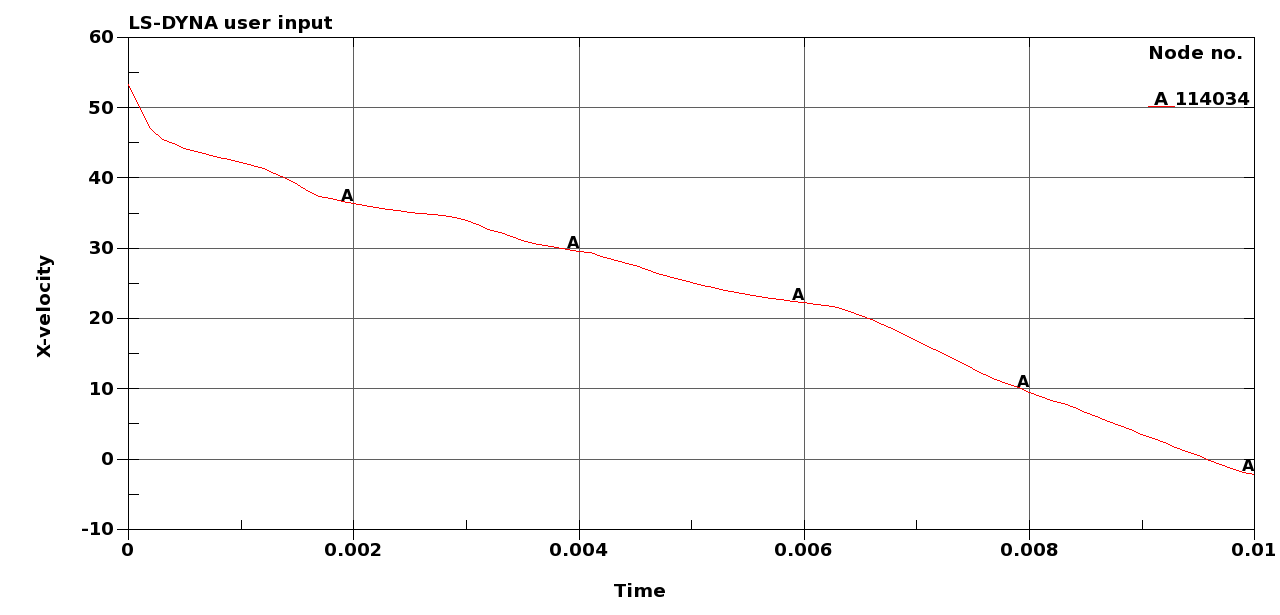 LS-DYNA user input
60
50
40
30
20
10
0
-10
X-velocity
Node no.
A 114034
A
A
A
A
A
0 0.002 0.004 0.006 0.008 0.01
Time